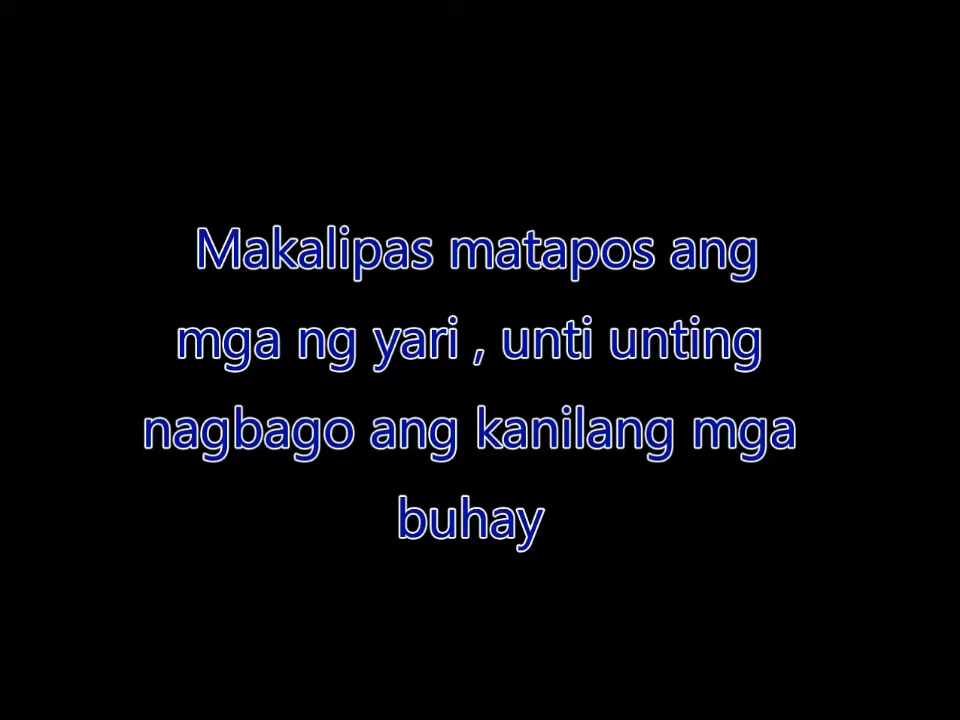 Makalipas matapos ang
mga ng yari , unti unting
nagbago ang kanilang mga
buhay